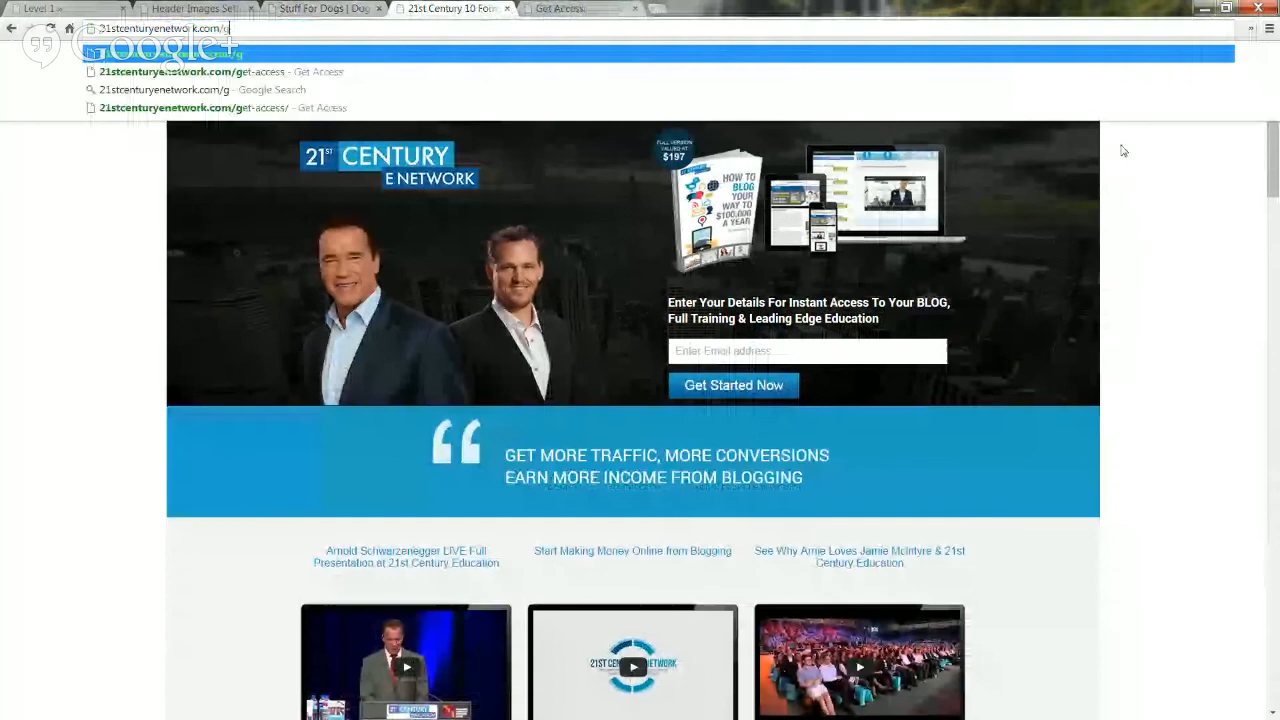 Level 1
Header Images Set
Stuff For Dogs | Dog
21st Century 10 Form
Get Access
21stcenturyenetwork.com/g
Google+
21stcenturyenetwork.com/get-access - Get Access
21stcenturyenetwork.com/g - Google Search
21stcenturyenetwork.com/get-access/ - Get Access
21ST CENTURY
E NETWORK
FULL VERSION
VALUED AT
$197
HOW TO
BLOG
YOUR
WAY TO
$100,000
A YEAR
Enter Your Details For Instant Access To Your BLOG,
Full Training & Leading Edge Education
Enter Email address
Get Started Now
GET MORE TRAFFIC, MORE CONVERSIONS
EARN MORE INCOME FROM BLOGGING
Arnold Schwarzenegger LIVE Full
Presentation at 21st Century Education
Start Making Money Online from Blogging
See Why Arnie Loves Jamie McIntyre & 21st
Century Education